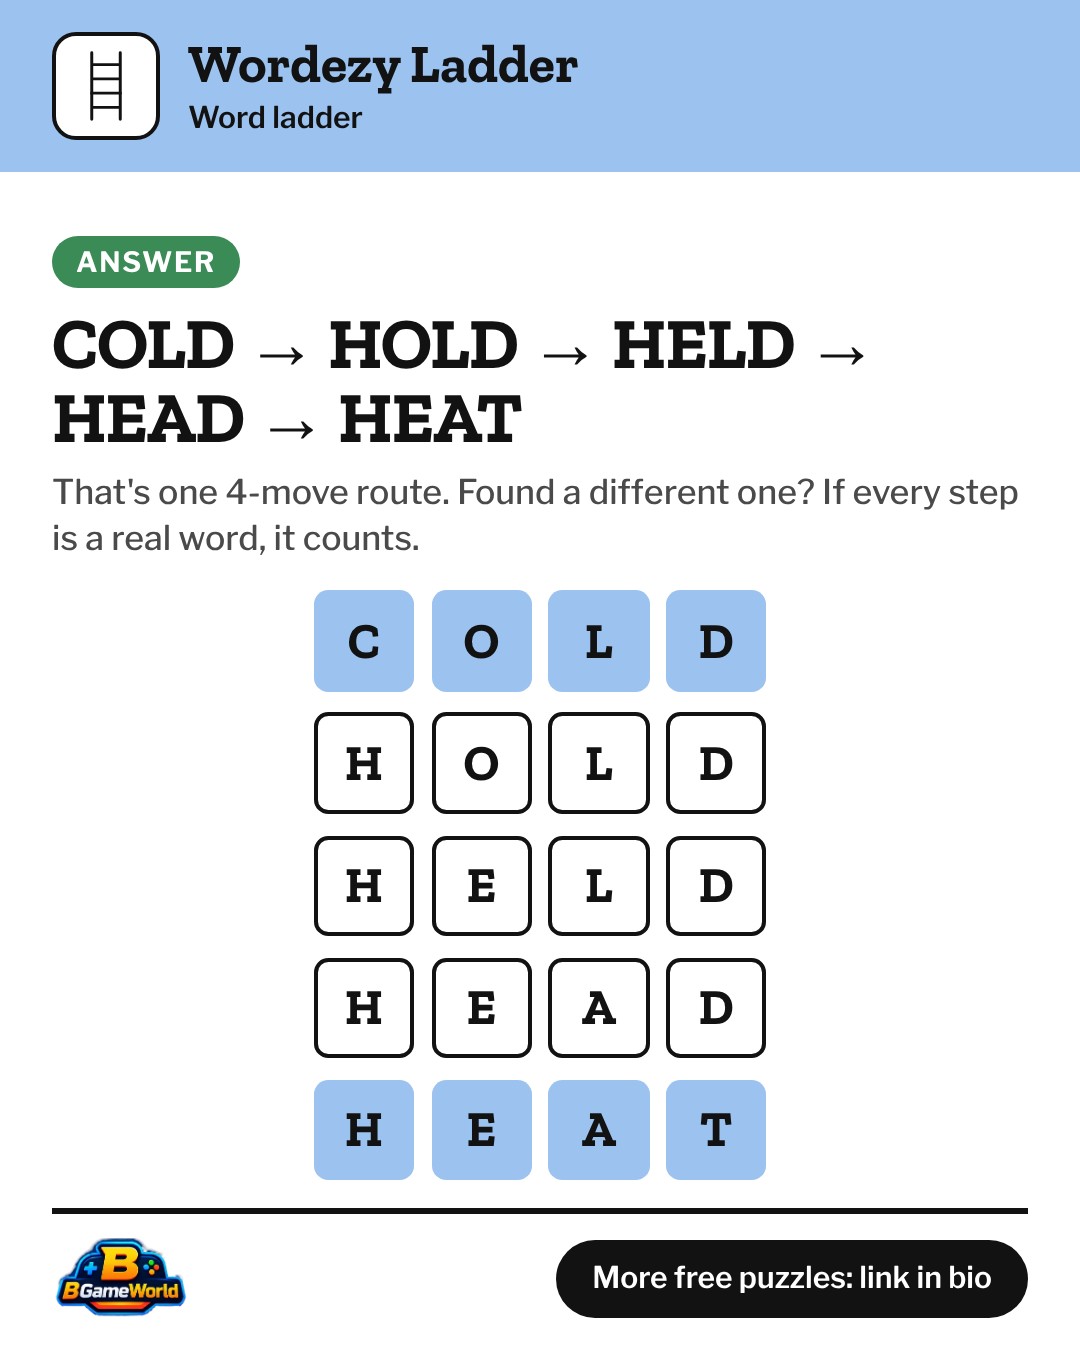 Wordezy Ladder
Word ladder
ANSWER
COLD → HOLD → HELD →
HEAD → HEAT
That's one 4-move route. Found a different one? If every step
is a real word, it counts.
C O L D
H O L D
H E L D
H E A D
H E A T
B
BGameWorld
More free puzzles: link in bio